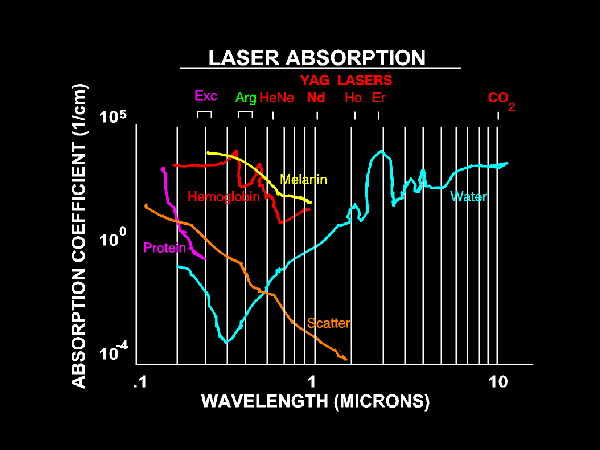 LASER ABSORPTION
YAG LASERS
Exc Arg HeNe Nd Ho Er CO2
10^5
Melanin
Hemoglobin
Water
10^0
Protein
Scatter
10^-4
.1 1 10
WAVELENGTH (MICRONS)
ABSORPTION COEFFICIENT (1/cm)